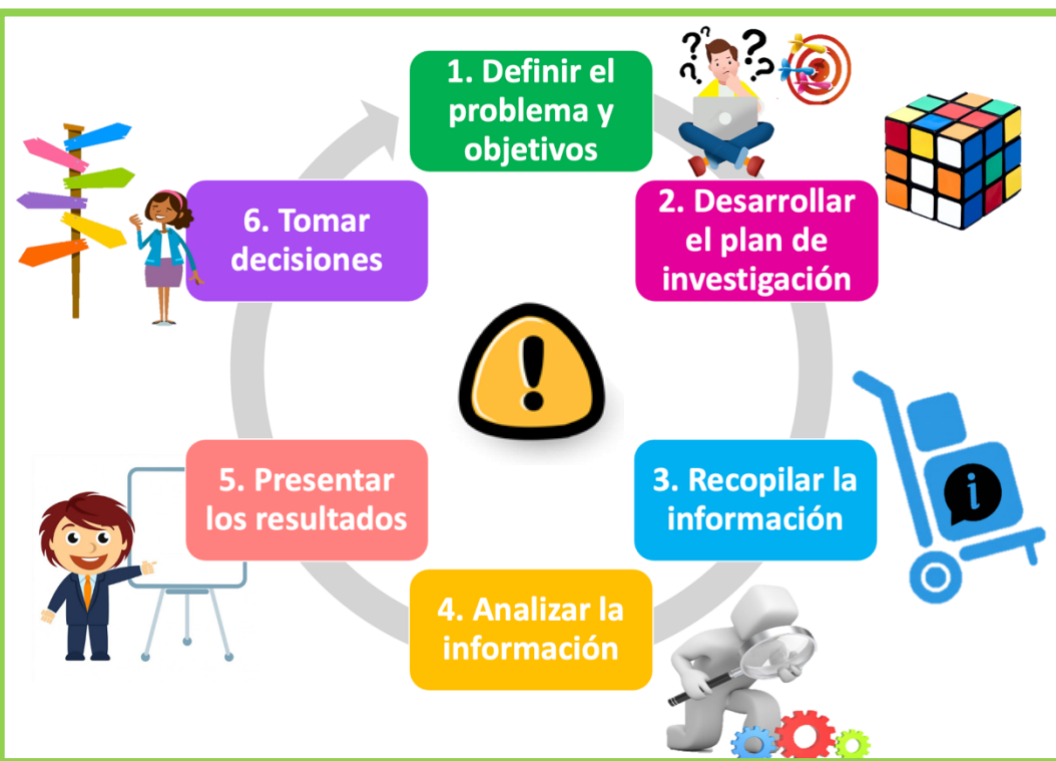 1. Definir el
problema y
objetivos
2. Desarrollar
el plan de
investigación
3. Recopilar la
información
4. Analizar la
información
5. Presentar
los resultados
6. Tomar
decisiones